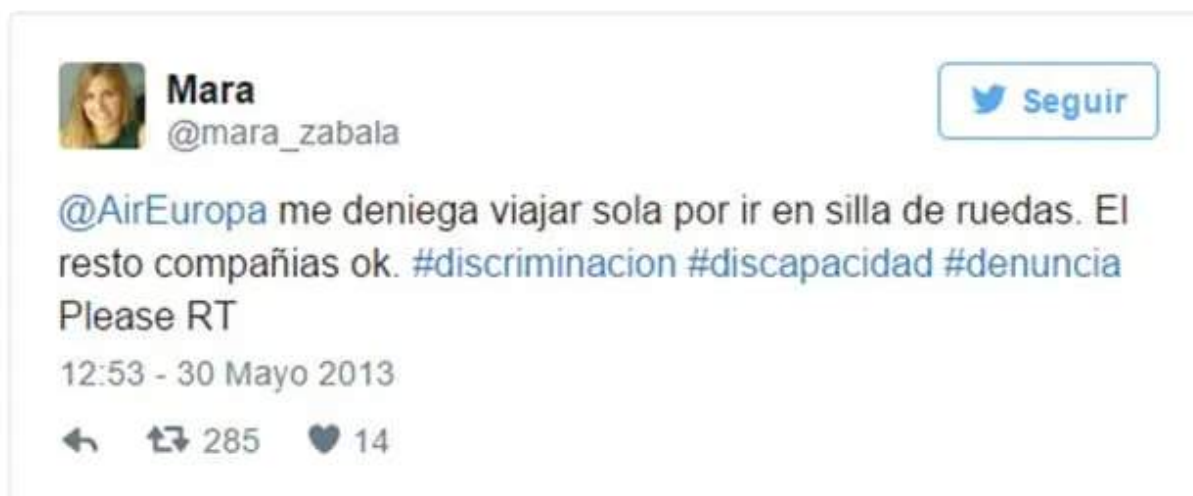 Mara
Seguir
@mara_zabala
@AirEuropa me deniega viajar sola por ir en silla de ruedas. El
resto compañias ok. #discriminacion #discapacidad #denuncia
Please RT
12:53 - 30 Mayo 2013
285 14